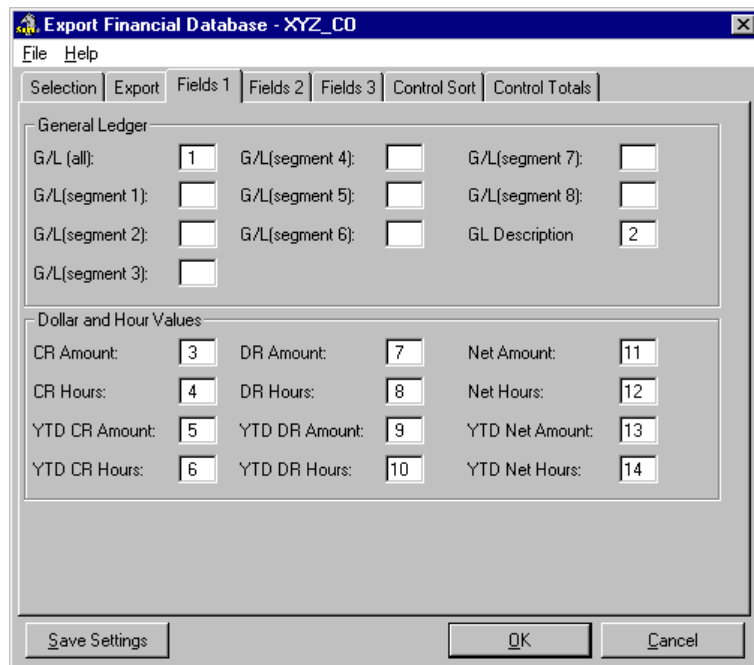 Export Financial Database - XYZ_CO
File Help
Selection Export Fields 1 Fields 2 Fields 3 Control Sort Control Totals
General Ledger
G/L (all): 1 G/L(segment 4): G/L(segment 7):
G/L(segment 1): G/L(segment 5): G/L(segment 8):
G/L(segment 2): G/L(segment 6): GL Description 2
G/L(segment 3):
Dollar and Hour Values
CR Amount: 3 DR Amount: 7 Net Amount: 11
CR Hours: 4 DR Hours: 8 Net Hours: 12
YTD CR Amount: 5 YTD DR Amount: 9 YTD Net Amount: 13
YTD CR Hours: 6 YTD DR Hours: 10 YTD Net Hours: 14
Save Settings OK Cancel